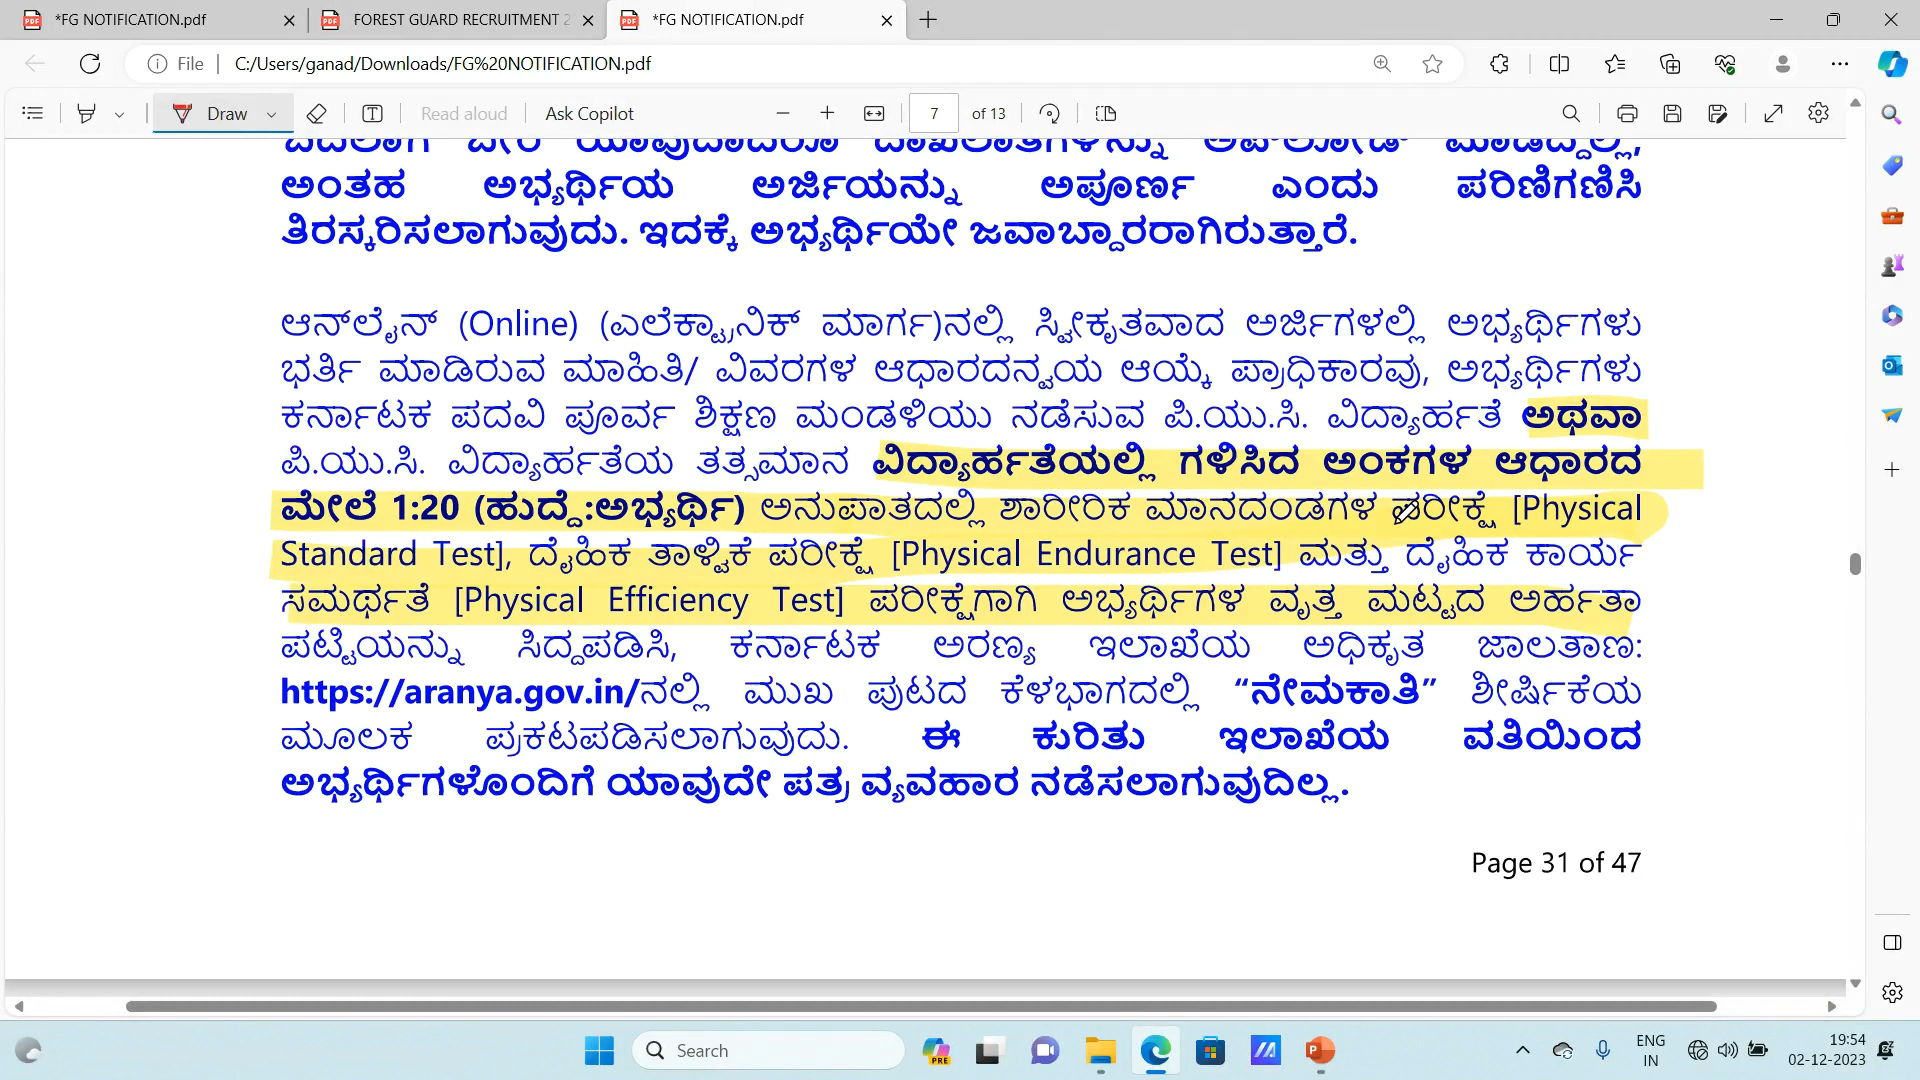 *FG NOTIFICATION.pdf
FOREST GUARD RECRUITMENT 2
*FG NOTIFICATION.pdf
File
C:/Users/ganad/Downloads/FG%20NOTIFICATION.pdf
Draw
Read aloud
Ask Copilot
7
of 13
ಅಂತಹ ಅಭ್ಯರ್ಥಿಯ ಅರ್ಜಿಯನ್ನು ಅಪೂರ್ಣ ಎಂದು ಪರಿಣಿಗಣಿಸಿ
ತಿರಸ್ಕರಿಸಲಾಗುವುದು. ಇದಕ್ಕೆ ಅಭ್ಯರ್ಥಿಯೇ ಜವಾಬ್ದಾರರಾಗಿರುತ್ತಾರೆ.
ಆನ್‌ಲೈನ್ (Online) (ಎಲೆಕ್ಟ್ರಾನಿಕ್ ಮಾರ್ಗ)ನಲ್ಲಿ ಸ್ವೀಕೃತವಾದ ಅರ್ಜಿಗಳಲ್ಲಿ ಅಭ್ಯರ್ಥಿಗಳು
ಭರ್ತಿ ಮಾಡಿರುವ ಮಾಹಿತಿ/ ವಿವರಗಳ ಆಧಾರದನ್ವಯ ಆಯ್ಕೆ ಪ್ರಾಧಿಕಾರವು, ಅಭ್ಯರ್ಥಿಗಳು
ಕರ್ನಾಟಕ ಪದವಿ ಪೂರ್ವ ಶಿಕ್ಷಣ ಮಂಡಳಿಯು ನಡೆಸುವ ಪಿ.ಯು.ಸಿ. ವಿದ್ಯಾರ್ಹತೆ ಅಥವಾ
ಪಿ.ಯು.ಸಿ. ವಿದ್ಯಾರ್ಹತೆಯ ತತ್ಸಮಾನ ವಿದ್ಯಾರ್ಹತೆಯಲ್ಲಿ ಗಳಿಸಿದ ಅಂಕಗಳ ಆಧಾರದ
ಮೇಲೆ 1:20 (ಹುದ್ದೆ:ಅಭ್ಯರ್ಥಿ) ಅನುಪಾತದಲ್ಲಿ ಶಾರೀರಿಕ ಮಾನದಂಡಗಳ ಪರೀಕ್ಷೆ [Physical
Standard Test], ದೈಹಿಕ ತಾಳ್ವಿಕೆ ಪರೀಕ್ಷೆ [Physical Endurance Test] ಮತ್ತು ದೈಹಿಕ ಕಾರ್ಯ
ಸಮರ್ಥತೆ [Physical Efficiency Test] ಪರೀಕ್ಷೆಗಾಗಿ ಅಭ್ಯರ್ಥಿಗಳ ವೃತ್ತ ಮಟ್ಟದ ಅರ್ಹತಾ
ಪಟ್ಟಿಯನ್ನು ಸಿದ್ದಪಡಿಸಿ, ಕರ್ನಾಟಕ ಅರಣ್ಯ ಇಲಾಖೆಯ ಅಧಿಕೃತ ಜಾಲತಾಣ:
https://aranya.gov.in/ನಲ್ಲಿ ಮುಖ ಪುಟದ ಕೆಳಭಾಗದಲ್ಲಿ “ನೇಮಕಾತಿ” ಶೀರ್ಷಿಕೆಯ
ಮೂಲಕ ಪ್ರಕಟಪಡಿಸಲಾಗುವುದು. ಈ ಕುರಿತು ಇಲಾಖೆಯ ವತಿಯಿಂದ
ಅಭ್ಯರ್ಥಿಗಳೊಂದಿಗೆ ಯಾವುದೇ ಪತ್ರ ವ್ಯವಹಾರ ನಡೆಸಲಾಗುವುದಿಲ್ಲ.
Page 31 of 47
Search
PRE
ENG
IN
19:54
02-12-2023